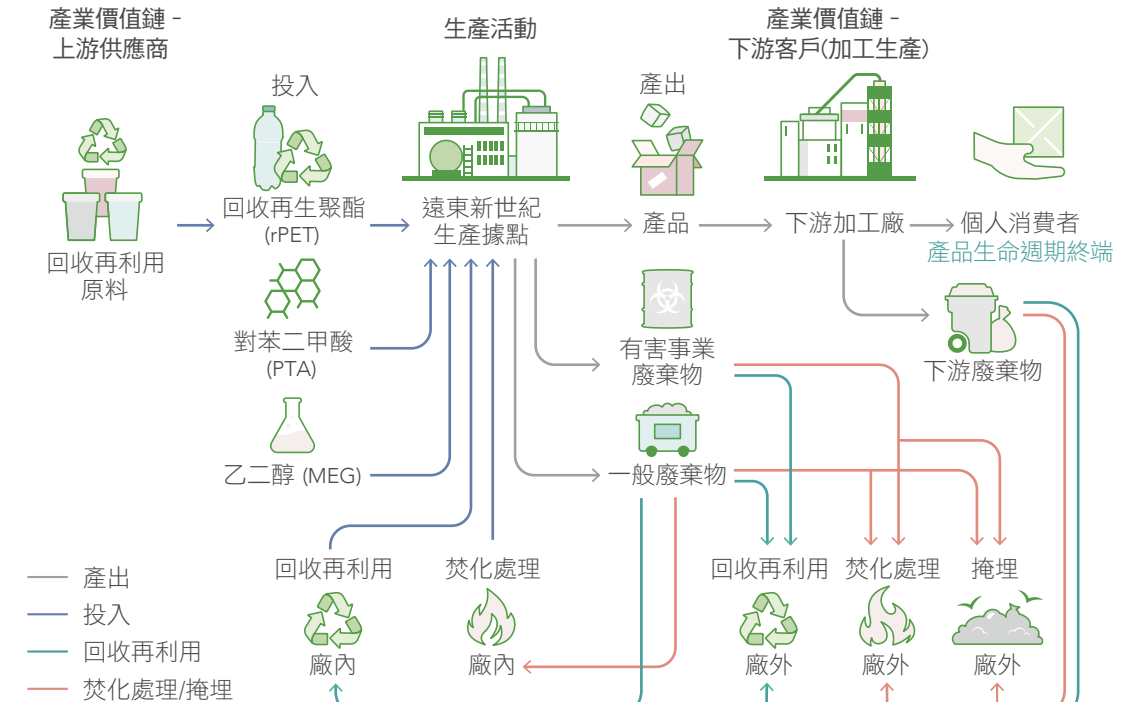 產業價值鏈 -
上游供應商
生產活動
產業價值鏈 -
下游客戶(加工生產)
投入
產出
回收再利用
原料
回收再生聚酯
(rPET)
遠東新世紀
生產據點
產品
下游加工廠
個人消費者
產品生命週期終端
對苯二甲酸
(PTA)
有害事業
廢棄物
下游廢棄物
乙二醇 (MEG)
一般廢棄物
回收再利用
廠內
焚化處理
廠內
回收再利用
廠外
焚化處理
廠外
掩埋
廠外
產出
投入
回收再利用
焚化處理/掩埋